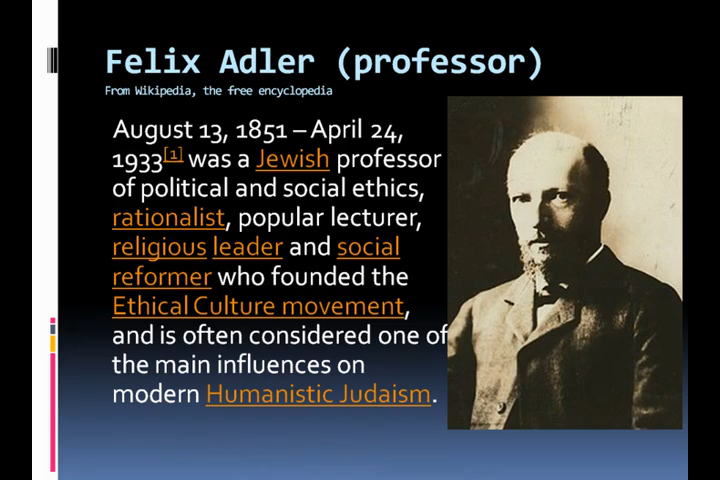 Felix Adler (professor)
From Wikipedia, the free encyclopedia
August 13, 1851 – April 24,
1933[1] was a Jewish professor
of political and social ethics,
rationalist, popular lecturer,
religious leader and social
reformer who founded the
Ethical Culture movement,
and is often considered one of
the main influences on
modern Humanistic Judaism.